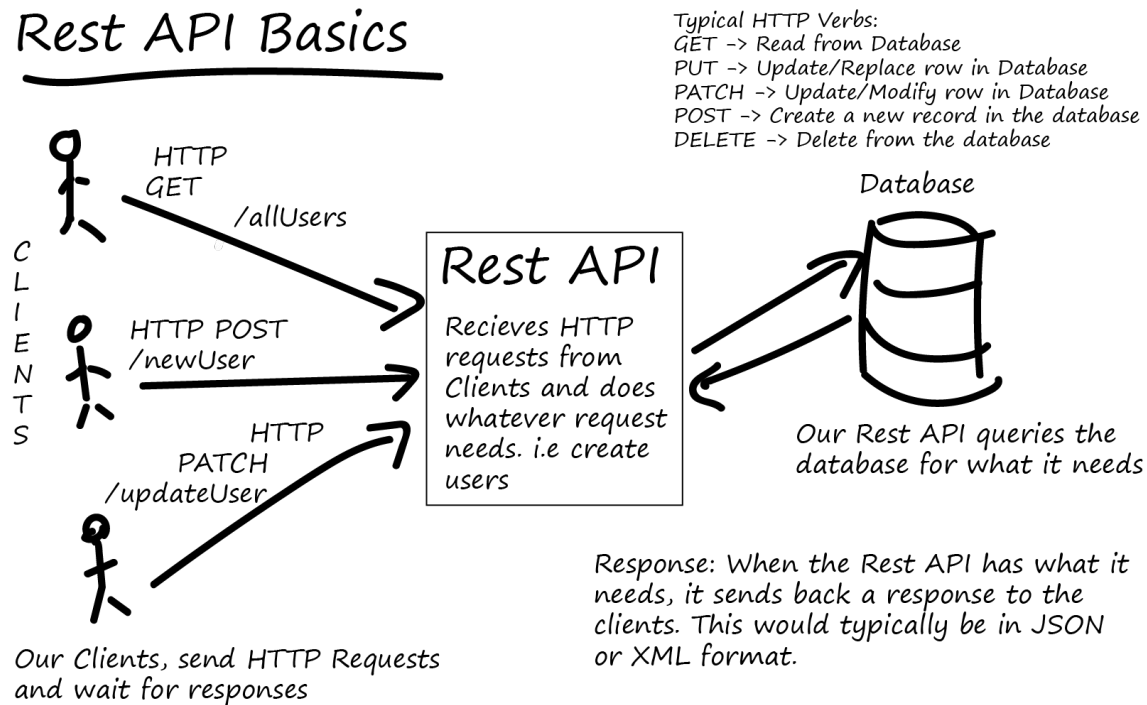 Rest API Basics
Typical HTTP Verbs:
GET -> Read from Database
PUT -> Update/Replace row in Database
PATCH -> Update/Modify row in Database
POST -> Create a new record in the database
DELETE -> Delete from the database
CLIENTS
HTTP
GET
/allUsers
HTTP POST
/newUser
HTTP
PATCH
/updateUser
Our Clients, send HTTP Requests
and wait for responses
Rest API
Recieves HTTP
requests from
Clients and does
whatever request
needs. i.e create
users
Database
Our Rest API queries the
database for what it needs
Response: When the Rest API has what it
needs, it sends back a response to the
clients. This would typically be in JSON
or XML format.